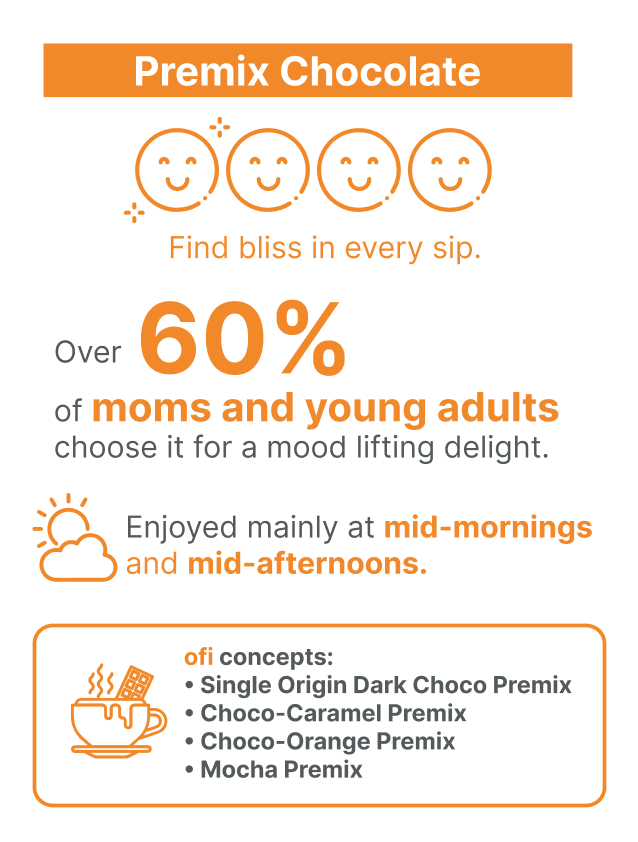 Premix Chocolate
Find bliss in every sip.
Over 60%
of moms and young adults
choose it for a mood lifting delight.
Enjoyed mainly at mid-mornings
and mid-afternoons.
ofi concepts:
• Single Origin Dark Choco Premix
• Choco-Caramel Premix
• Choco-Orange Premix
• Mocha Premix